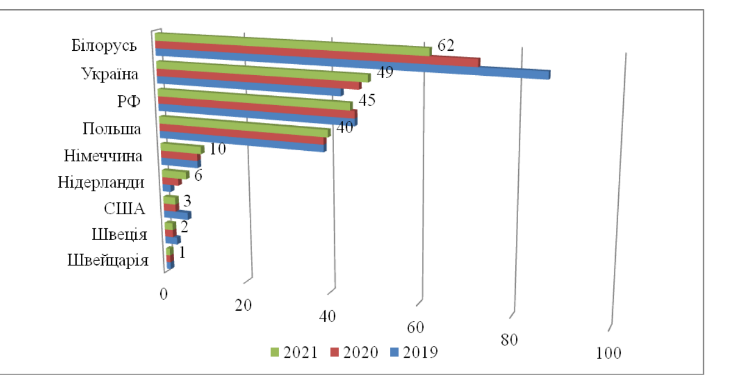 Білорусь 62
Україна 49
РФ 45
Польша 40
Німеччина 10
Нідерланди 6
США 3
Швеція 2
Швейцарія 1
0 20 40 60 80 100
2021 2020 2019